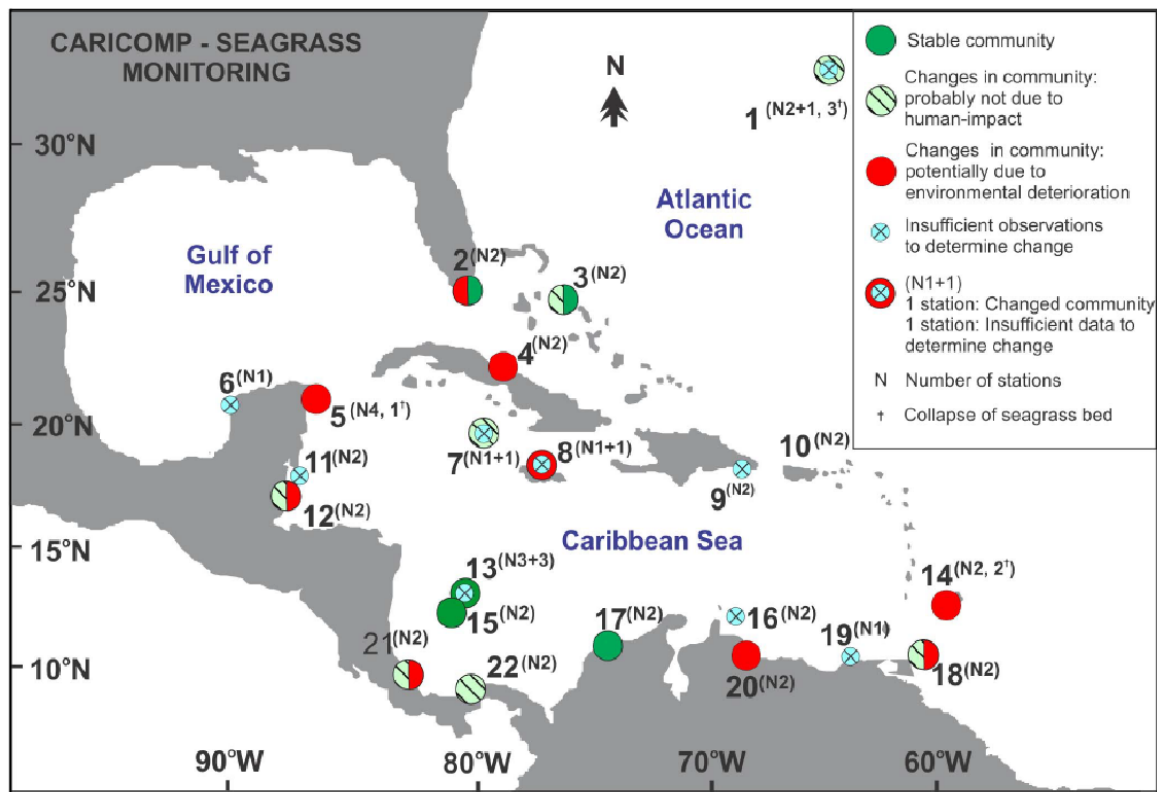 CARICOMP - SEAGRASS
MONITORING
N
1 (N2+1, 3†)
30°N
Atlantic
Ocean
Gulf of
Mexico
2 (N2)
3 (N2)
25°N
4 (N2)
6 (N1)
5 (N4, 1†)
20°N
7 (N1+1)
8 (N1+1)
10 (N2)
9 (N2)
11 (N2)
12 (N2)
15°N
Caribbean Sea
13 (N3+3)
14 (N2, 2†)
15 (N2)
17 (N2)
16 (N2)
19 (N1)
21 (N2)
10°N
22 (N2)
20 (N2)
18 (N2)
90°W
80°W
70°W
60°W
Stable community
Changes in community:
probably not due to
human-impact
Changes in community:
potentially due to
environmental deterioration
Insufficient observations
to determine change
(N1+1)
1 station: Changed community
1 station: Insufficient data to
determine change
N Number of stations
† Collapse of seagrass bed